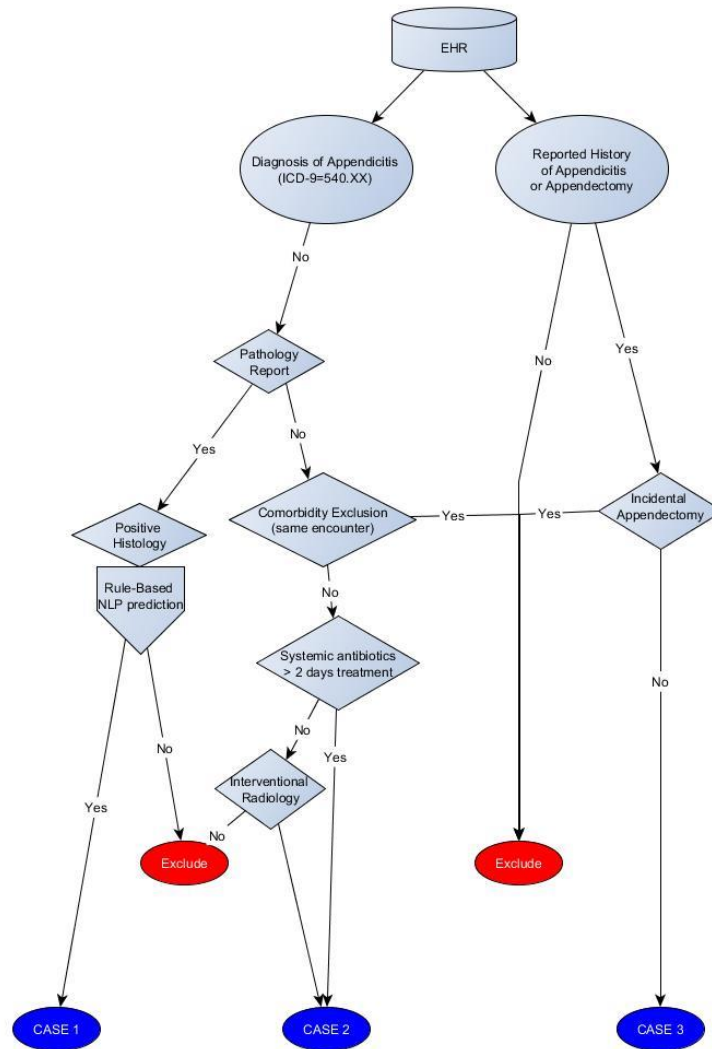 EHR
Diagnosis of Appendicitis
(ICD-9=540.XX)
Reported History
of Appendicitis
or Appendectomy
No
Pathology
Report
No
Yes
Yes
No
Positive
Histology
Comorbidity Exclusion
(same encounter)
Yes
Yes
Incidental
Appendectomy
Rule-Based
NLP prediction
No
Systemic antibiotics
> 2 days treatment
No
No
No
Yes
Interventional
Radiology
Yes
No
Exclude
Exclude
CASE 1
CASE 2
CASE 3